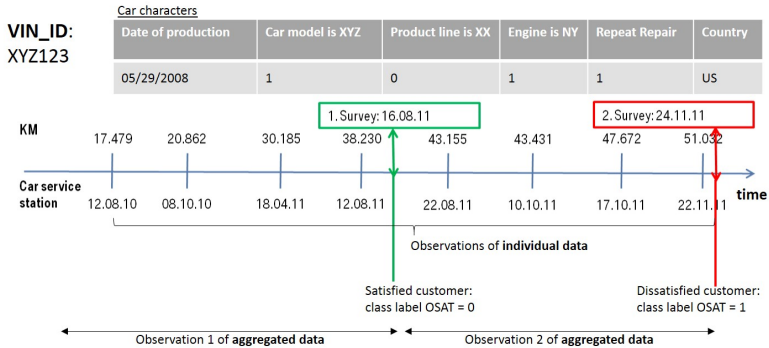 Car characters
VIN_ID:
XYZ123
Date of production Car model is XYZ Product line is XX Engine is NY Repeat Repair Country
05/29/2008 1 0 1 1 US
1. Survey: 16.08.11 2. Survey: 24.11.11
KM
17.479 20.862 30.185 38.230 43.155 43.431 47.672 51.032
Car service
station
time
12.08.10 08.10.10 18.04.11 12.08.11 22.08.11 10.10.11 17.10.11 22.11.11
Observations of individual data
Satisfied customer: Dissatisfied customer:
class label OSAT = 0 class label OSAT = 1
Observation 1 of aggregated data Observation 2 of aggregated data